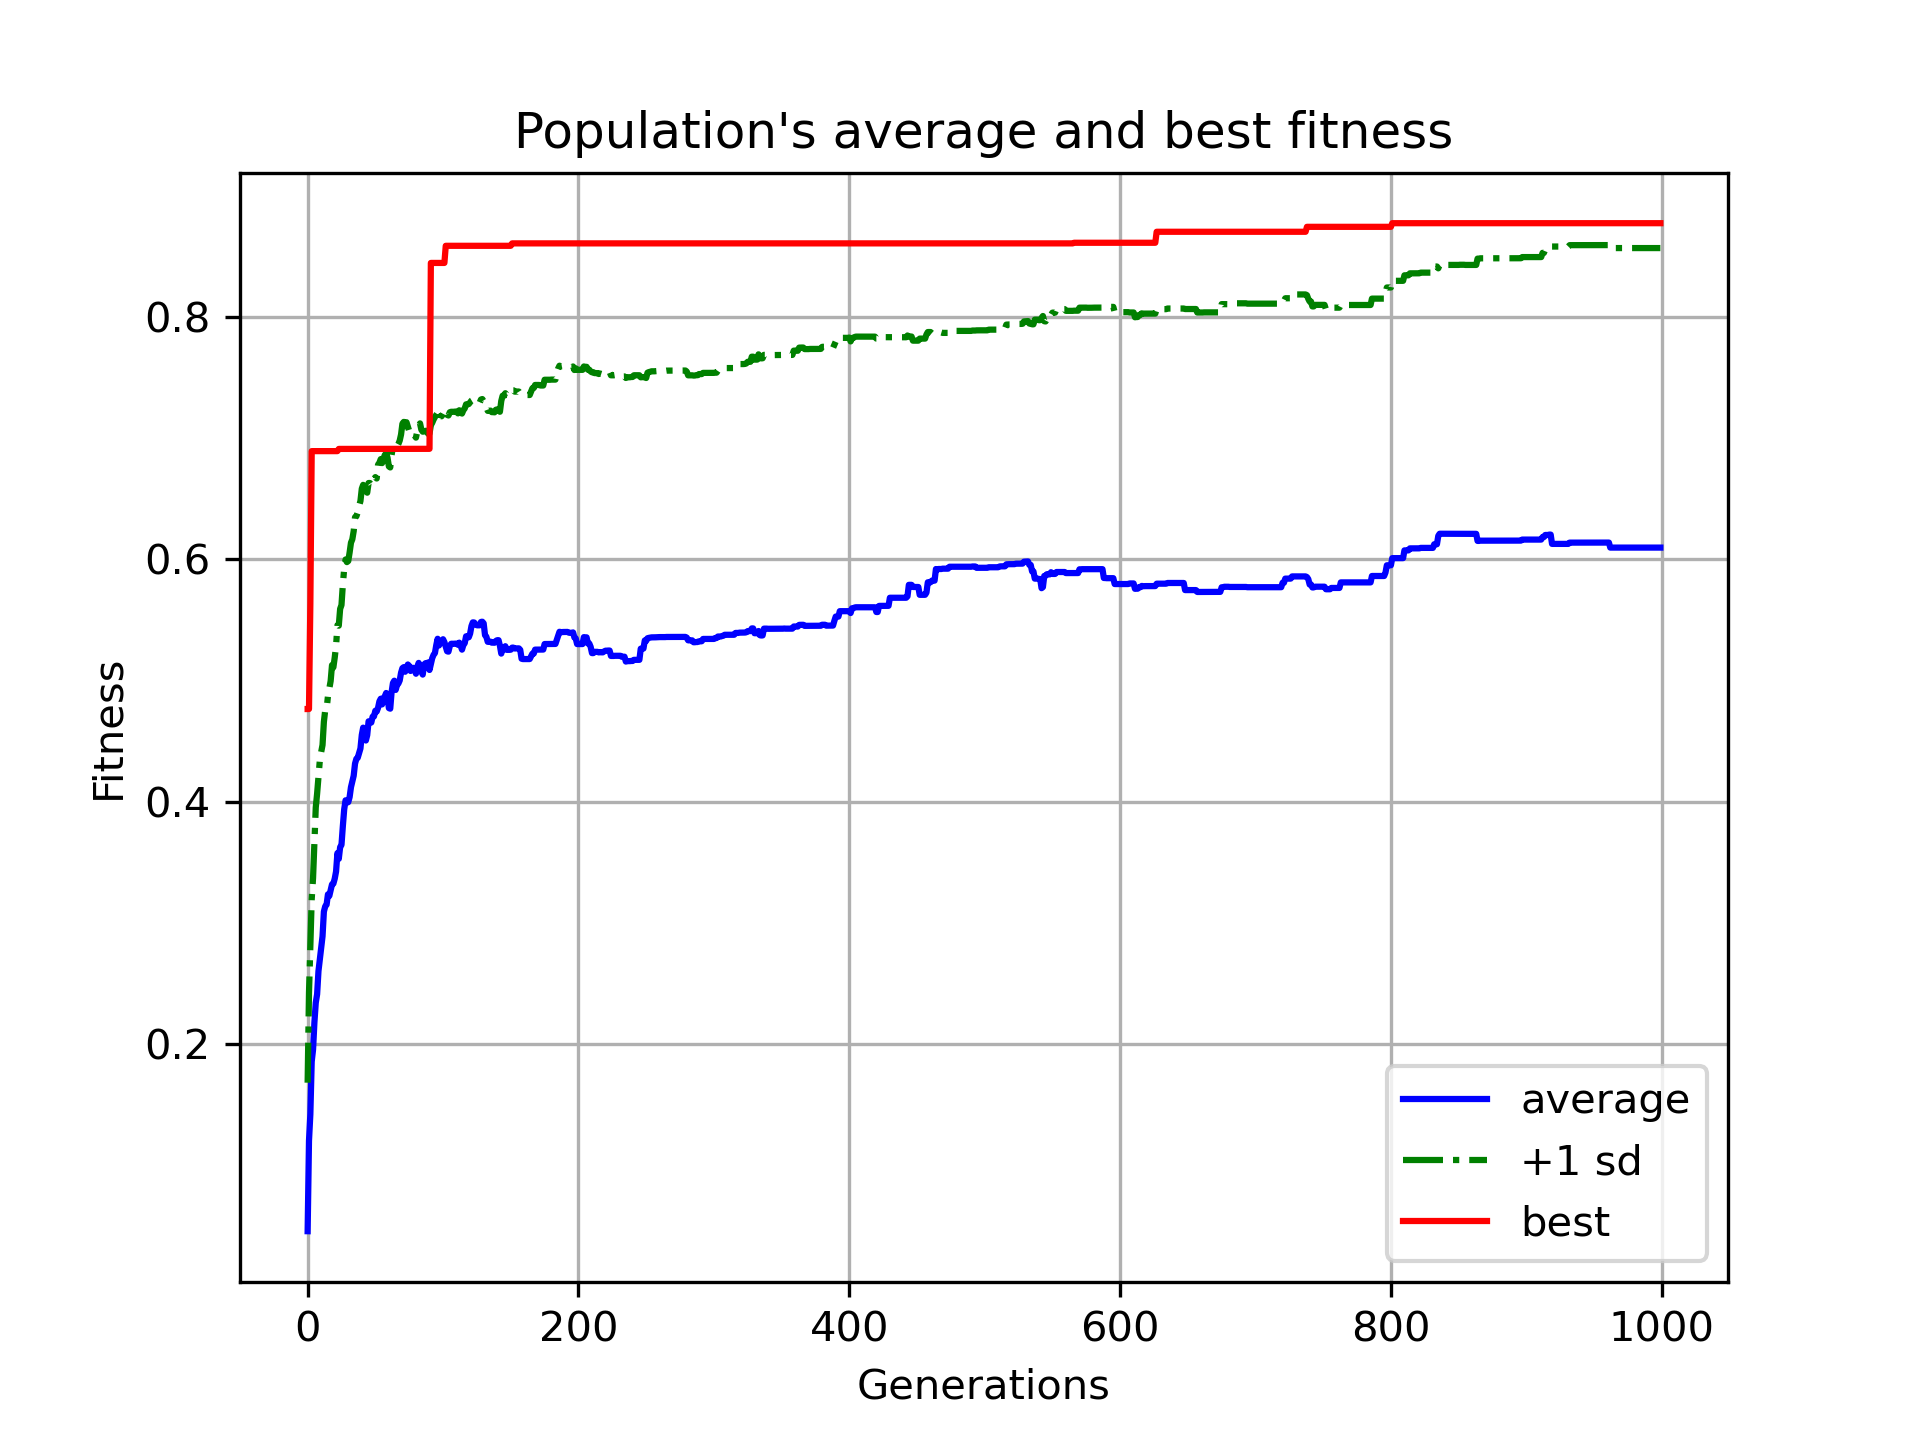 Population's average and best fitness
Fitness
0.8
0.6
0.4
0.2
0 200 400 600 800 1000
Generations
average
+1 sd
best